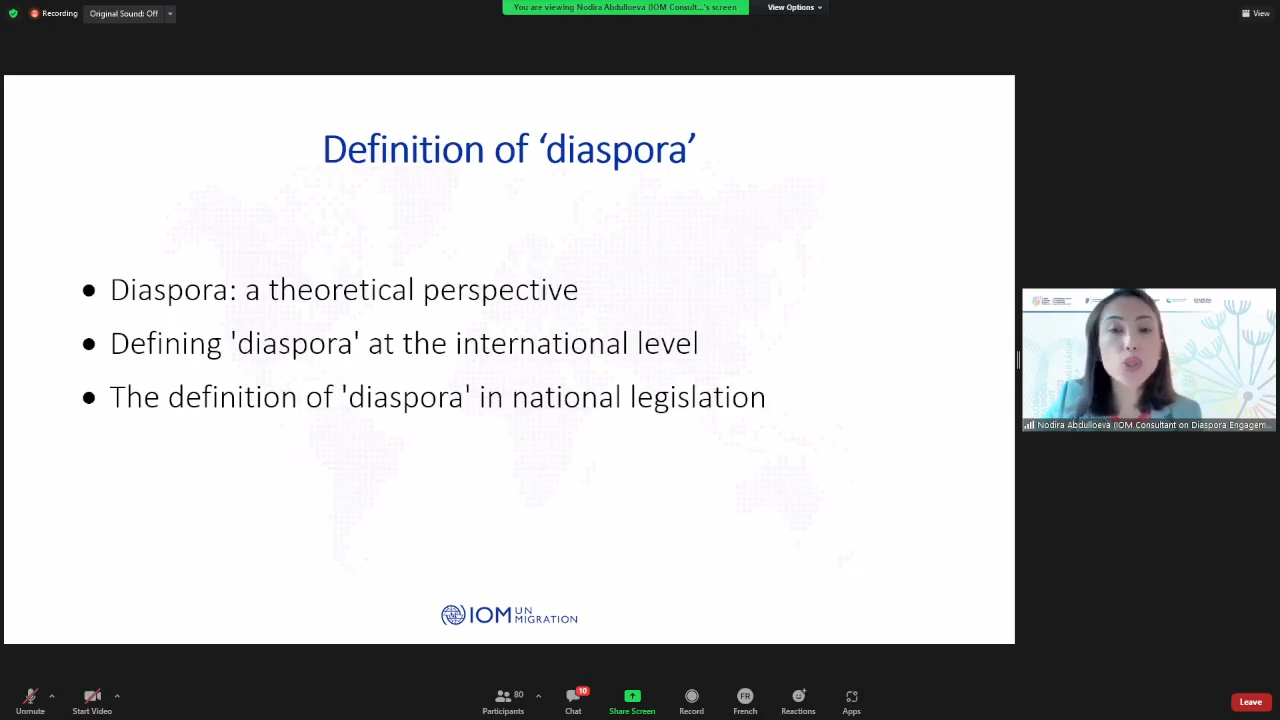 Recording
Original Sound: Off
You are viewing Nodira Abdulloeva (IOM Consult...'s screen
View Options
View
Definition of ‘diaspora’
• Diaspora: a theoretical perspective
• Defining 'diaspora' at the international level
• The definition of 'diaspora' in national legislation
IOM UN MIGRATION
Nodira Abdulloeva (IOM Consultant on Diaspora Engagem...
Unmute
Start Video
80
Participants
10
Chat
Share Screen
Record
FR
French
Reactions
Apps
Leave